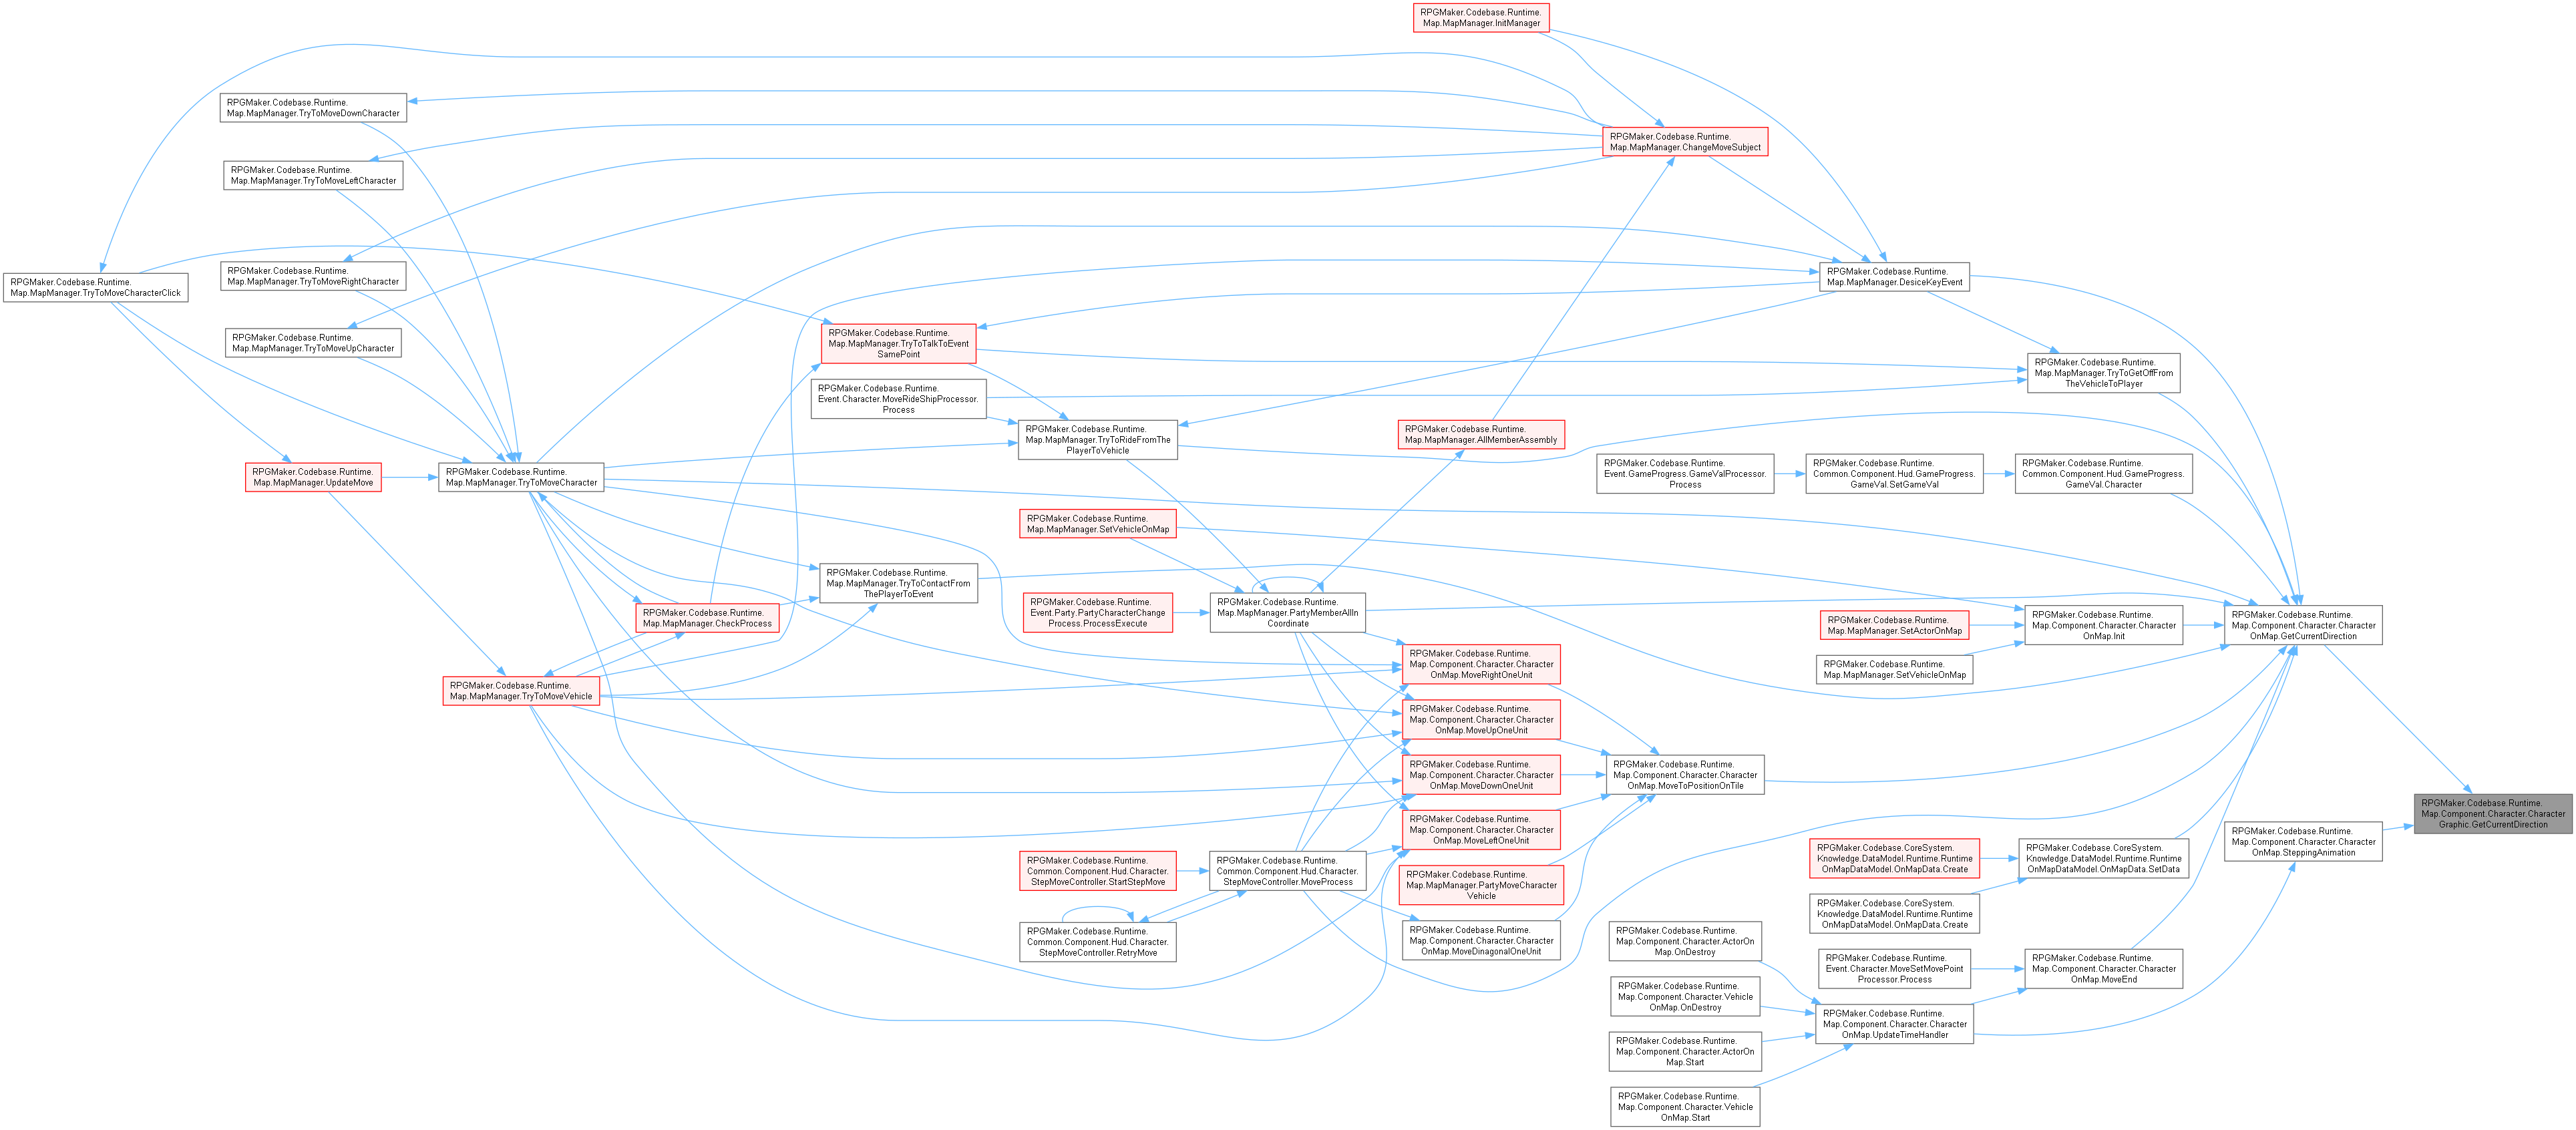 RPGMaker.Codebase.Runtime.
Map.MapManager.InitManager
RPGMaker.Codebase.Runtime.
Map.MapManager.TryToMoveDownCharacter
RPGMaker.Codebase.Runtime.
Map.MapManager.ChangeMoveSubject
RPGMaker.Codebase.Runtime.
Map.MapManager.TryToMoveLeftCharacter
RPGMaker.Codebase.Runtime.
Map.MapManager.TryToMoveRightCharacter
RPGMaker.Codebase.Runtime.
Map.MapManager.DesiceKeyEvent
RPGMaker.Codebase.Runtime.
Map.MapManager.TryToMoveCharacterClick
RPGMaker.Codebase.Runtime.
Map.MapManager.TryToMoveUpCharacter
RPGMaker.Codebase.Runtime.
Map.MapManager.TryToTalkToEvent
SamePoint
RPGMaker.Codebase.Runtime.
Map.MapManager.TryToGetOffFrom
TheVehicleToPlayer
RPGMaker.Codebase.Runtime.
Event.Character.MoveRideShipProcessor.
Process
RPGMaker.Codebase.Runtime.
Map.MapManager.TryToRideFromThe
PlayerToVehicle
RPGMaker.Codebase.Runtime.
Map.MapManager.AllMemberAssembly
RPGMaker.Codebase.Runtime.
Map.MapManager.UpdateMove
RPGMaker.Codebase.Runtime.
Map.MapManager.TryToMoveCharacter
RPGMaker.Codebase.Runtime.
Event.GameProgress.GameValProcessor.
Process
RPGMaker.Codebase.Runtime.
Common.Component.Hud.GameProgress.
GameVal.SetGameVal
RPGMaker.Codebase.Runtime.
Common.Component.Hud.GameProgress.
GameVal.Character
RPGMaker.Codebase.Runtime.
Map.MapManager.SetVehicleOnMap
RPGMaker.Codebase.Runtime.
Map.MapManager.TryToContactFrom
ThePlayerToEvent
RPGMaker.Codebase.Runtime.
Map.MapManager.CheckProcess
RPGMaker.Codebase.Runtime.
Event.Party.PartyCharacterChange
Process.ProcessExecute
RPGMaker.Codebase.Runtime.
Map.MapManager.PartyMemberAllIn
Coordinate
RPGMaker.Codebase.Runtime.
Map.MapManager.SetActorOnMap
RPGMaker.Codebase.Runtime.
Map.Component.Character.Character
OnMap.Init
RPGMaker.Codebase.Runtime.
Map.Component.Character.Character
OnMap.GetCurrentDirection
RPGMaker.Codebase.Runtime.
Map.MapManager.SetVehicleOnMap
RPGMaker.Codebase.Runtime.
Map.Component.Character.Character
OnMap.MoveRightOneUnit
RPGMaker.Codebase.Runtime.
Map.MapManager.TryToMoveVehicle
RPGMaker.Codebase.Runtime.
Map.Component.Character.Character
OnMap.MoveUpOneUnit
RPGMaker.Codebase.Runtime.
Map.Component.Character.Character
OnMap.MoveDownOneUnit
RPGMaker.Codebase.Runtime.
Map.Component.Character.Character
OnMap.MoveToPositionOnTile
RPGMaker.Codebase.Runtime.
Map.Component.Character.Character
Graphic.GetCurrentDirection
RPGMaker.Codebase.Runtime.
Map.Component.Character.Character
OnMap.MoveLeftOneUnit
RPGMaker.Codebase.Runtime.
Map.Component.Character.Character
OnMap.SteppingAnimation
RPGMaker.Codebase.Runtime.
Common.Component.Hud.Character.
StepMoveController.StartStepMove
RPGMaker.Codebase.Runtime.
Common.Component.Hud.Character.
StepMoveController.MoveProcess
RPGMaker.Codebase.Runtime.
Map.MapManager.PartyMoveCharacter
Vehicle
RPGMaker.Codebase.CoreSystem.
Knowledge.DataModel.Runtime.Runtime
OnMapDataModel.OnMapData.Create
RPGMaker.Codebase.CoreSystem.
Knowledge.DataModel.Runtime.Runtime
OnMapDataModel.OnMapData.SetData
RPGMaker.Codebase.CoreSystem.
Knowledge.DataModel.Runtime.Runtime
OnMapDataModel.OnMapData.Create
RPGMaker.Codebase.Runtime.
Common.Component.Hud.Character.
StepMoveController.RetryMove
RPGMaker.Codebase.Runtime.
Map.Component.Character.Character
OnMap.MoveDinagonalOneUnit
RPGMaker.Codebase.Runtime.
Map.Component.Character.ActorOn
Map.OnDestroy
RPGMaker.Codebase.Runtime.
Event.Character.MoveSetMovePoint
Processor.Process
RPGMaker.Codebase.Runtime.
Map.Component.Character.Character
OnMap.MoveEnd
RPGMaker.Codebase.Runtime.
Map.Component.Character.Vehicle
OnMap.OnDestroy
RPGMaker.Codebase.Runtime.
Map.Component.Character.Character
OnMap.UpdateTimeHandler
RPGMaker.Codebase.Runtime.
Map.Component.Character.ActorOn
Map.Start
RPGMaker.Codebase.Runtime.
Map.Component.Character.Vehicle
OnMap.Start